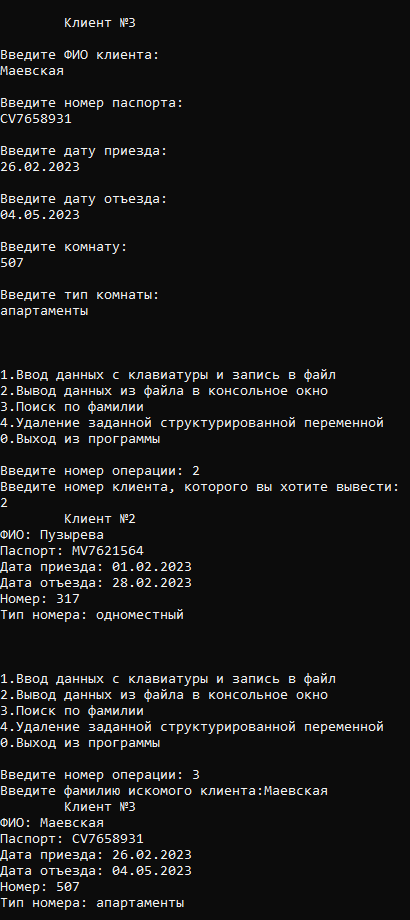 Клиент №3
Введите ФИО клиента:
Маевская
Введите номер паспорта:
CV7658931
Введите дату приезда:
26.02.2023
Введите дату отъезда:
04.05.2023
Введите комнату:
507
Введите тип комнаты:
апартаменты
1.Ввод данных с клавиатуры и запись в файл
2.Вывод данных из файла в консольное окно
3.Поиск по фамилии
4.Удаление заданной структурированной переменной
0.Выход из программы
Введите номер операции: 2
Введите номер клиента, которого вы хотите вывести:
2
Клиент №2
ФИО: Пузырева
Паспорт: MV7621564
Дата приезда: 01.02.2023
Дата отъезда: 28.02.2023
Номер: 317
Тип номера: одноместный
1.Ввод данных с клавиатуры и запись в файл
2.Вывод данных из файла в консольное окно
3.Поиск по фамилии
4.Удаление заданной структурированной переменной
0.Выход из программы
Введите номер операции: 3
Введите фамилию искомого клиента:Маевская
Клиент №3
ФИО: Маевская
Паспорт: CV7658931
Дата приезда: 26.02.2023
Дата отъезда: 04.05.2023
Номер: 507
Тип номера: апартаменты